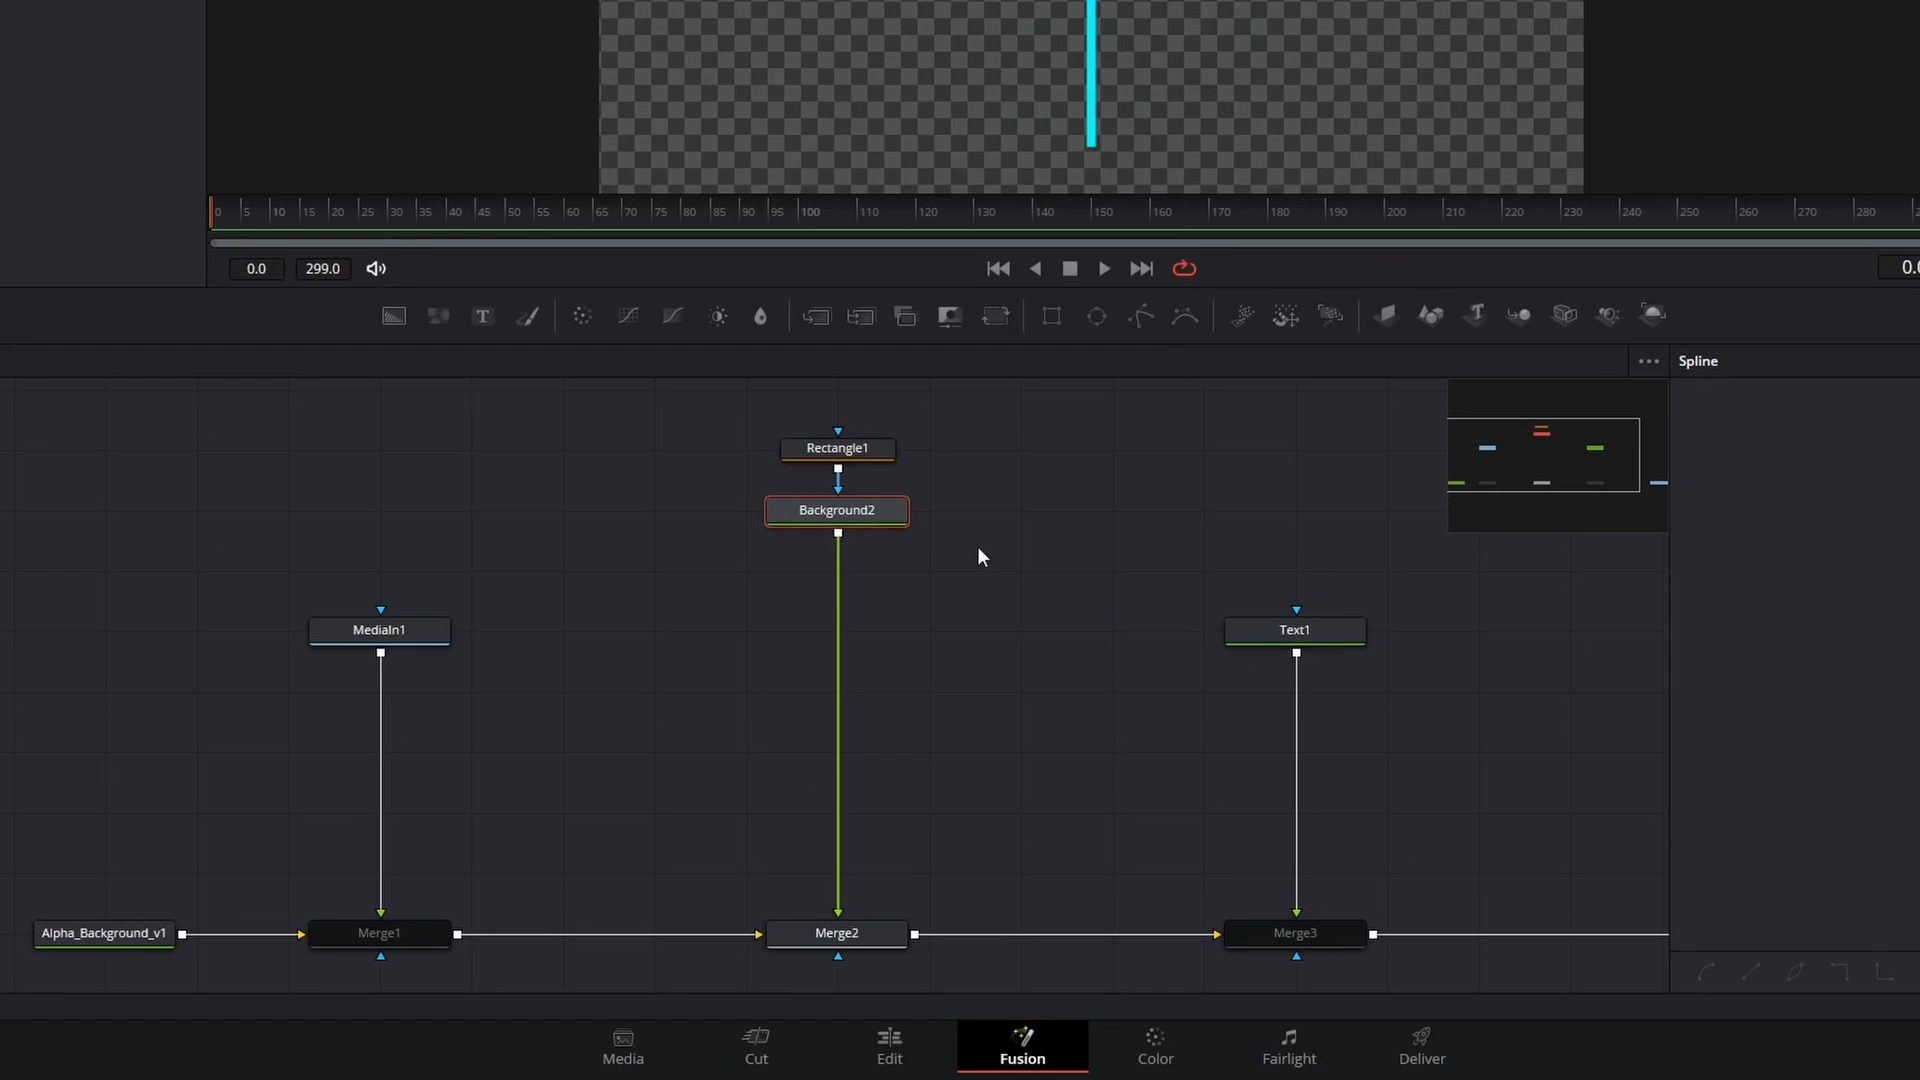 0 5 10 15 20 25 30 35 40 45 50 55 60 65 70 75 80 85 90 95 100 110 120 130 140 150 160 170 180 190 200 210 220 230 240 250 260 270 280
0.0 299.0
T
Spline
Rectangle1
Background2
MediaIn1
Text1
Alpha_Background_v1 Merge1 Merge2 Merge3
Media Cut Edit Fusion Color Fairlight Deliver